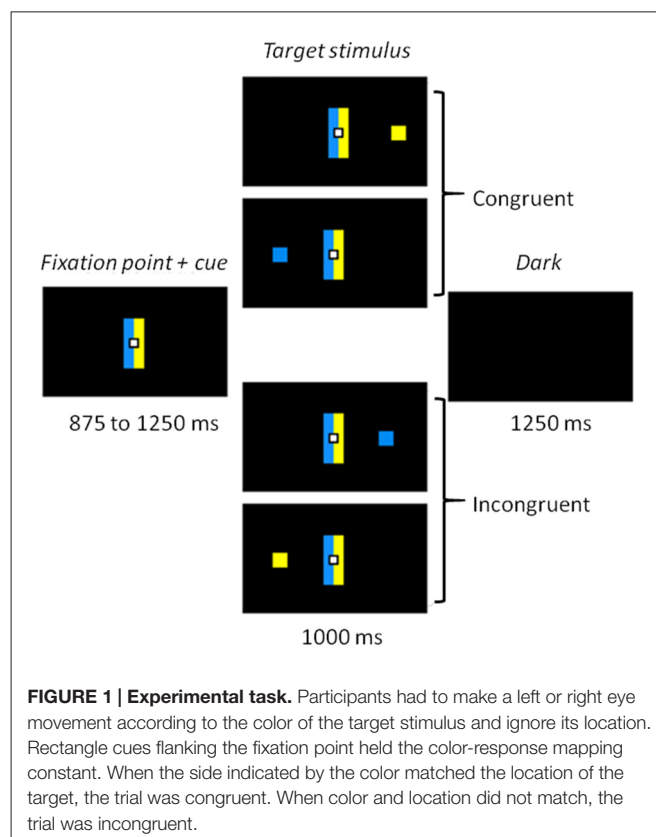 Target stimulus
Congruent
Fixation point + cue
Dark
875 to 1250 ms
1250 ms
Incongruent
1000 ms
FIGURE 1 | Experimental task. Participants had to make a left or right eye
movement according to the color of the target stimulus and ignore its location.
Rectangle cues flanking the fixation point held the color-response mapping
constant. When the side indicated by the color matched the location of the
target, the trial was congruent. When color and location did not match, the
trial was incongruent.